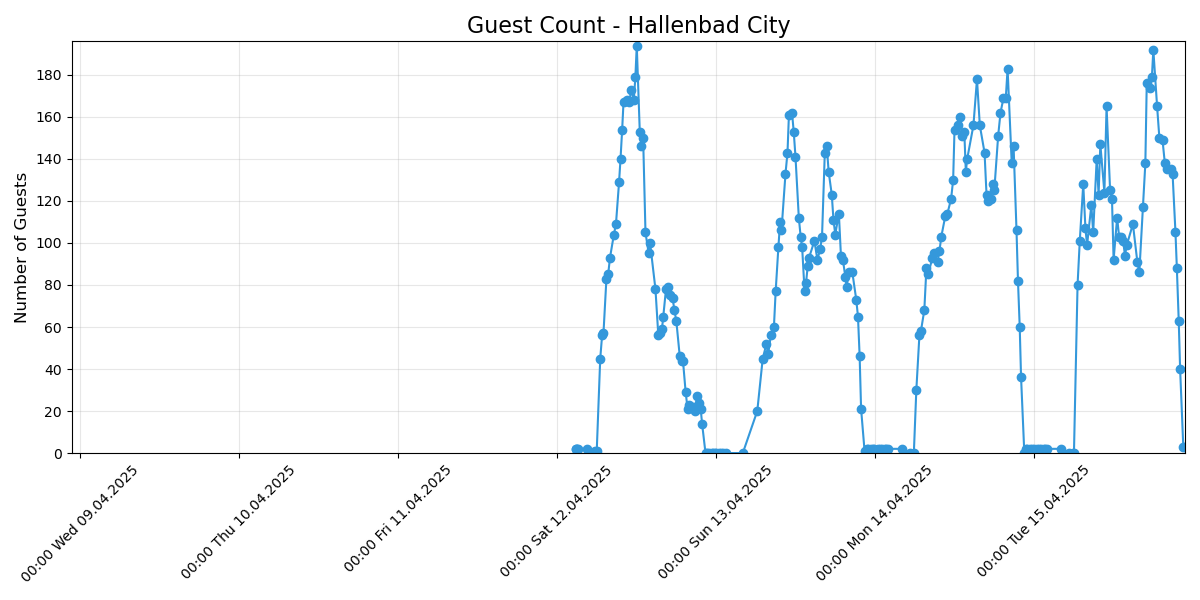 Guest Count - Hallenbad City
Number of Guests
180
160
140
120
100
80
60
40
20
0
00:00 Wed 09.04.2025
00:00 Thu 10.04.2025
00:00 Fri 11.04.2025
00:00 Sat 12.04.2025
00:00 Sun 13.04.2025
00:00 Mon 14.04.2025
00:00 Tue 15.04.2025